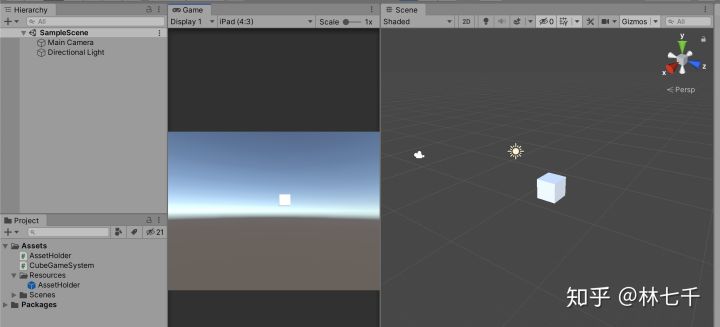 Hierarchy
All
SampleScene
Main Camera
Directional Light
Project
21
Assets
AssetHolder
CubeGameSystem
Resources
AssetHolder
Scenes
Packages
Game
Display 1 iPad (4:3) Scale 1x
Scene
Shaded 2D 0 Gizmos All
y
x z
Persp
知乎 @林七千